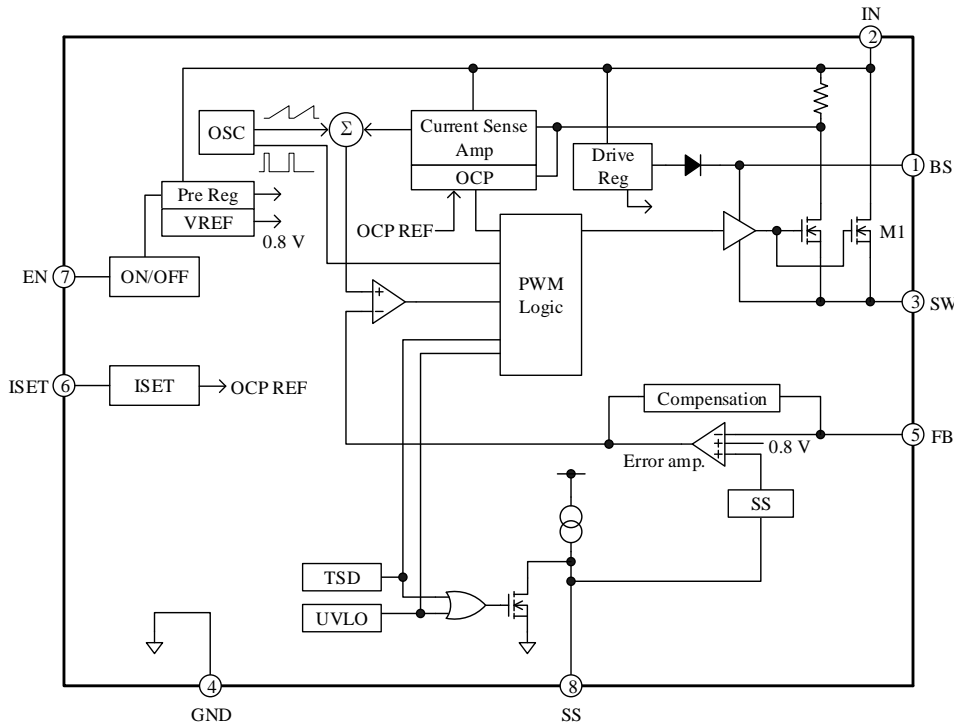 IN
2
OSC
Σ
Current Sense
Amp
OCP
Drive
Reg
1
BS
Pre Reg
VREF
0.8 V
OCP REF
M1
EN
7
ON/OFF
+
−
PWM
Logic
3
SW
ISET
6
ISET
OCP REF
Compensation
−
+
+
0.8 V
5
FB
Error amp.
SS
TSD
UVLO
4
8
GND
SS